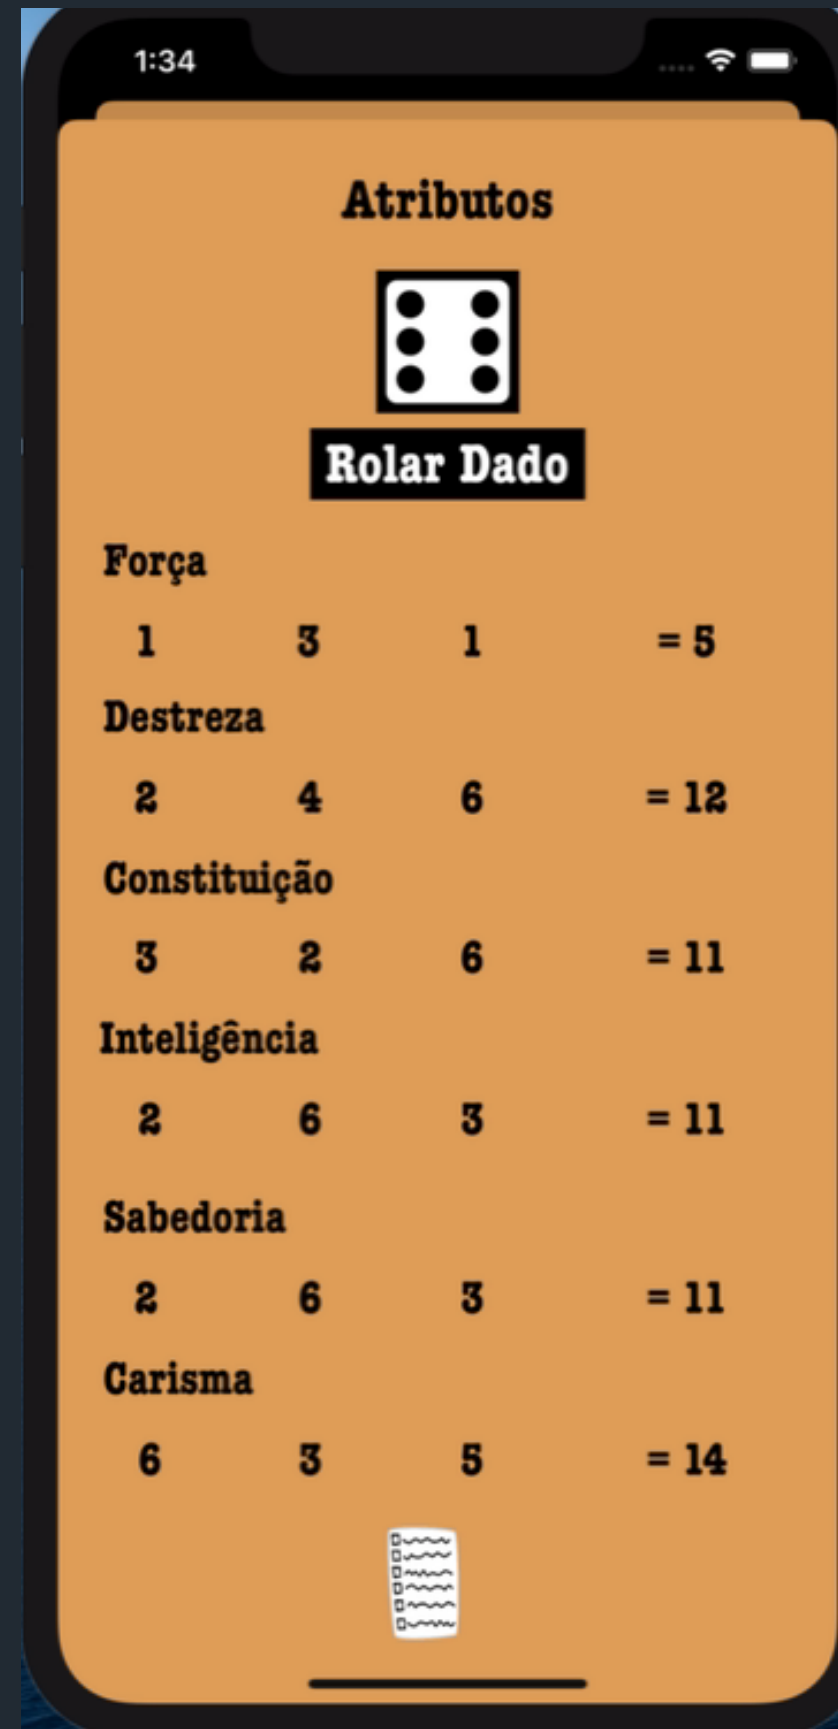 1:34
Atributos
Rolar Dado
Força
1 3 1 = 5
Destreza
2 4 6 = 12
Constituição
3 2 6 = 11
Inteligência
2 6 3 = 11
Sabedoria
2 6 3 = 11
Carisma
6 3 5 = 14